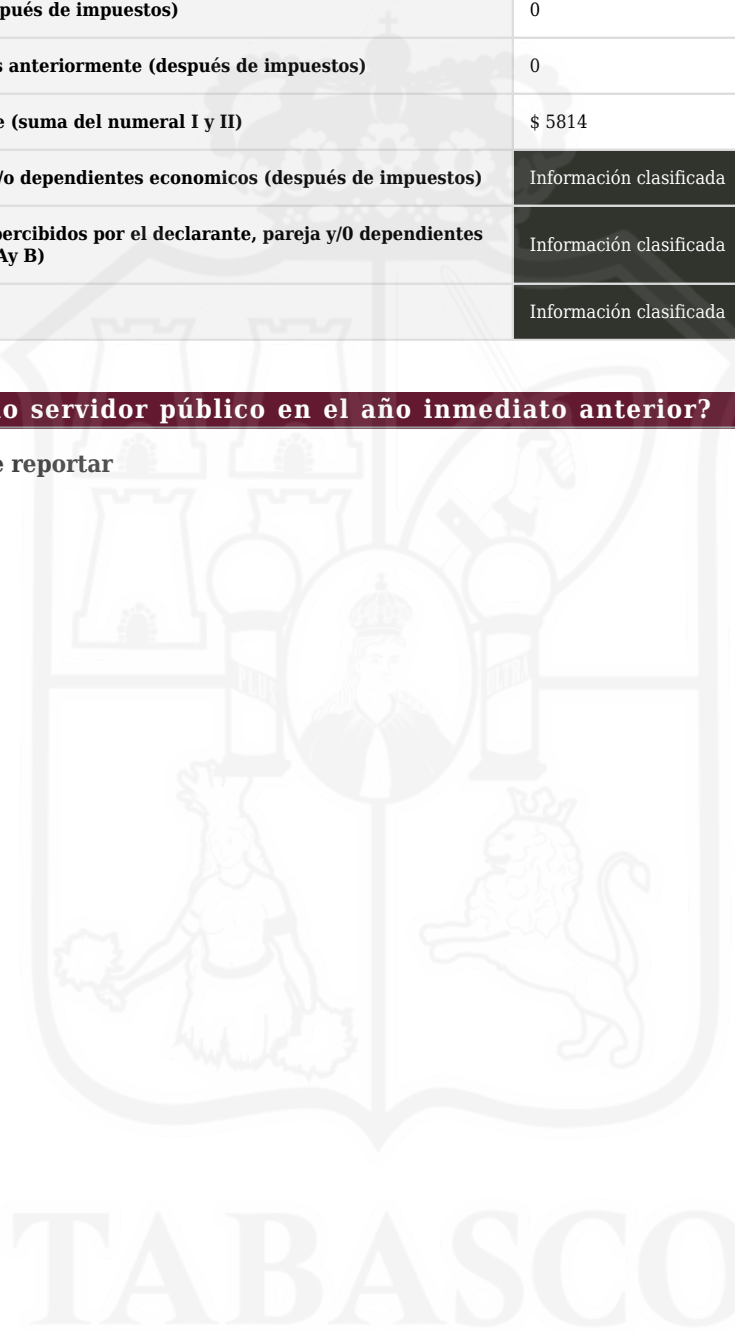 pués de impuestos)
0
s anteriormente (después de impuestos)
0
e (suma del numeral I y II)
$ 5814
/o dependientes economicos (después de impuestos)
Información clasificada
percibidos por el declarante, pareja y/0 dependientes
Ay B)
Información clasificada
Información clasificada
o servidor público en el año inmediato anterior?
e reportar
PLUS
ULTRA
TABASCO